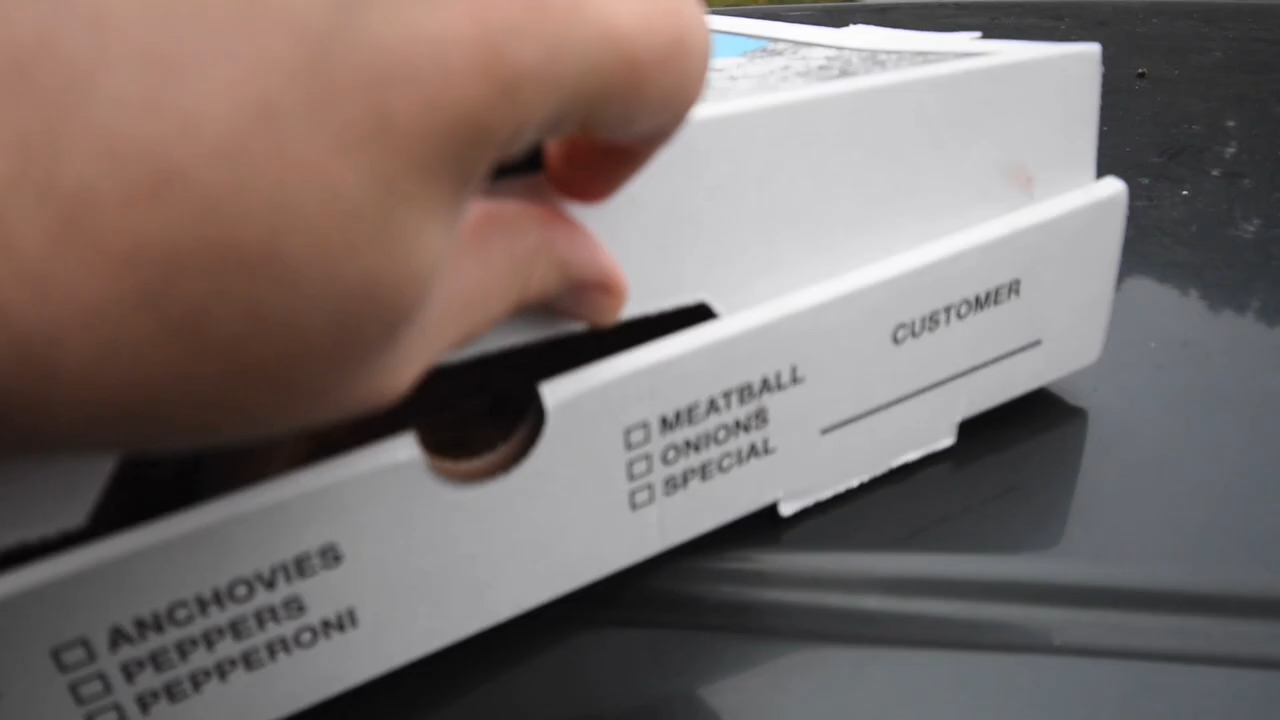 ANCHOVIES
PEPPERS
PEPPERONI
MEATBALL
ONIONS
SPECIAL
CUSTOMER